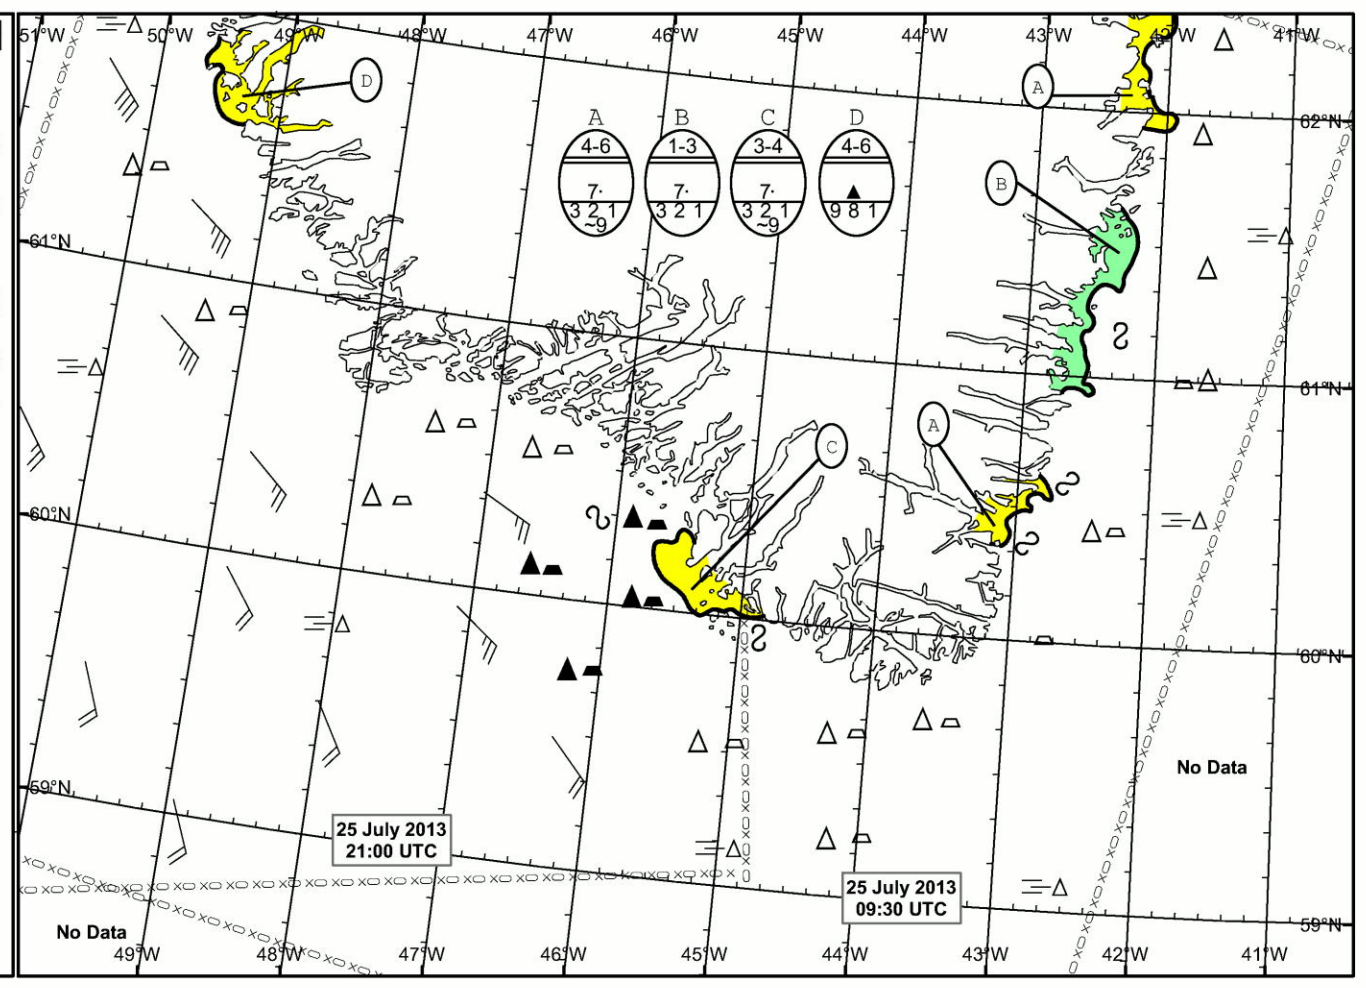 51°W 50°W 49°W 48°W 47°W 46°W 45°W 44°W 43°W 42°W 41°W
D
A
62°N
A B C D
4-6 1-3 3-4 4-6
7· 7· 7· ▲
3 2 1 3 2 1 3 2 1 9 8 1
~9 ~9
B
61°N
61°N
A
C
60°N
60°N
No Data
59°N
25 July 2013
21:00 UTC
25 July 2013
09:30 UTC
59°N
No Data
49°W 48°W 47°W 46°W 45°W 44°W 43°W 42°W 41°W